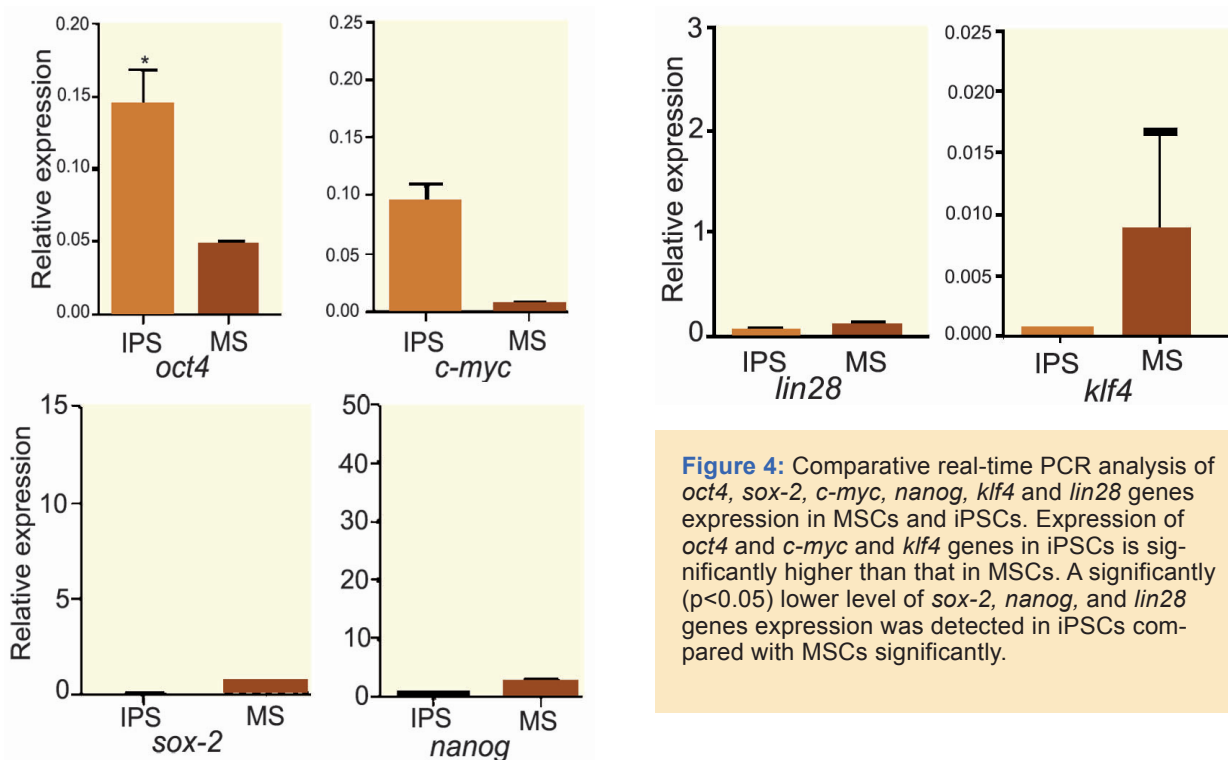 0.20
0.15
0.10
0.05
0.00
Relative expression
*
IPS MS
oct4
0.25
0.20
0.15
0.10
0.05
0.00
IPS MS
c-myc
3
2
1
0
Relative expression
IPS MS
lin28
0.025
0.020
0.015
0.010
0.005
0.000
IPS MS
klf4
15
10
5
0
Relative expression
IPS MS
sox-2
50
40
30
20
10
0
IPS MS
nanog
Figure 4: Comparative real-time PCR analysis of
oct4, sox-2, c-myc, nanog, klf4 and lin28 genes
expression in MSCs and iPSCs. Expression of
oct4 and c-myc and klf4 genes in iPSCs is sig-
nificantly higher than that in MSCs. A significantly
(p<0.05) lower level of sox-2, nanog, and lin28
genes expression was detected in iPSCs com-
pared with MSCs significantly.